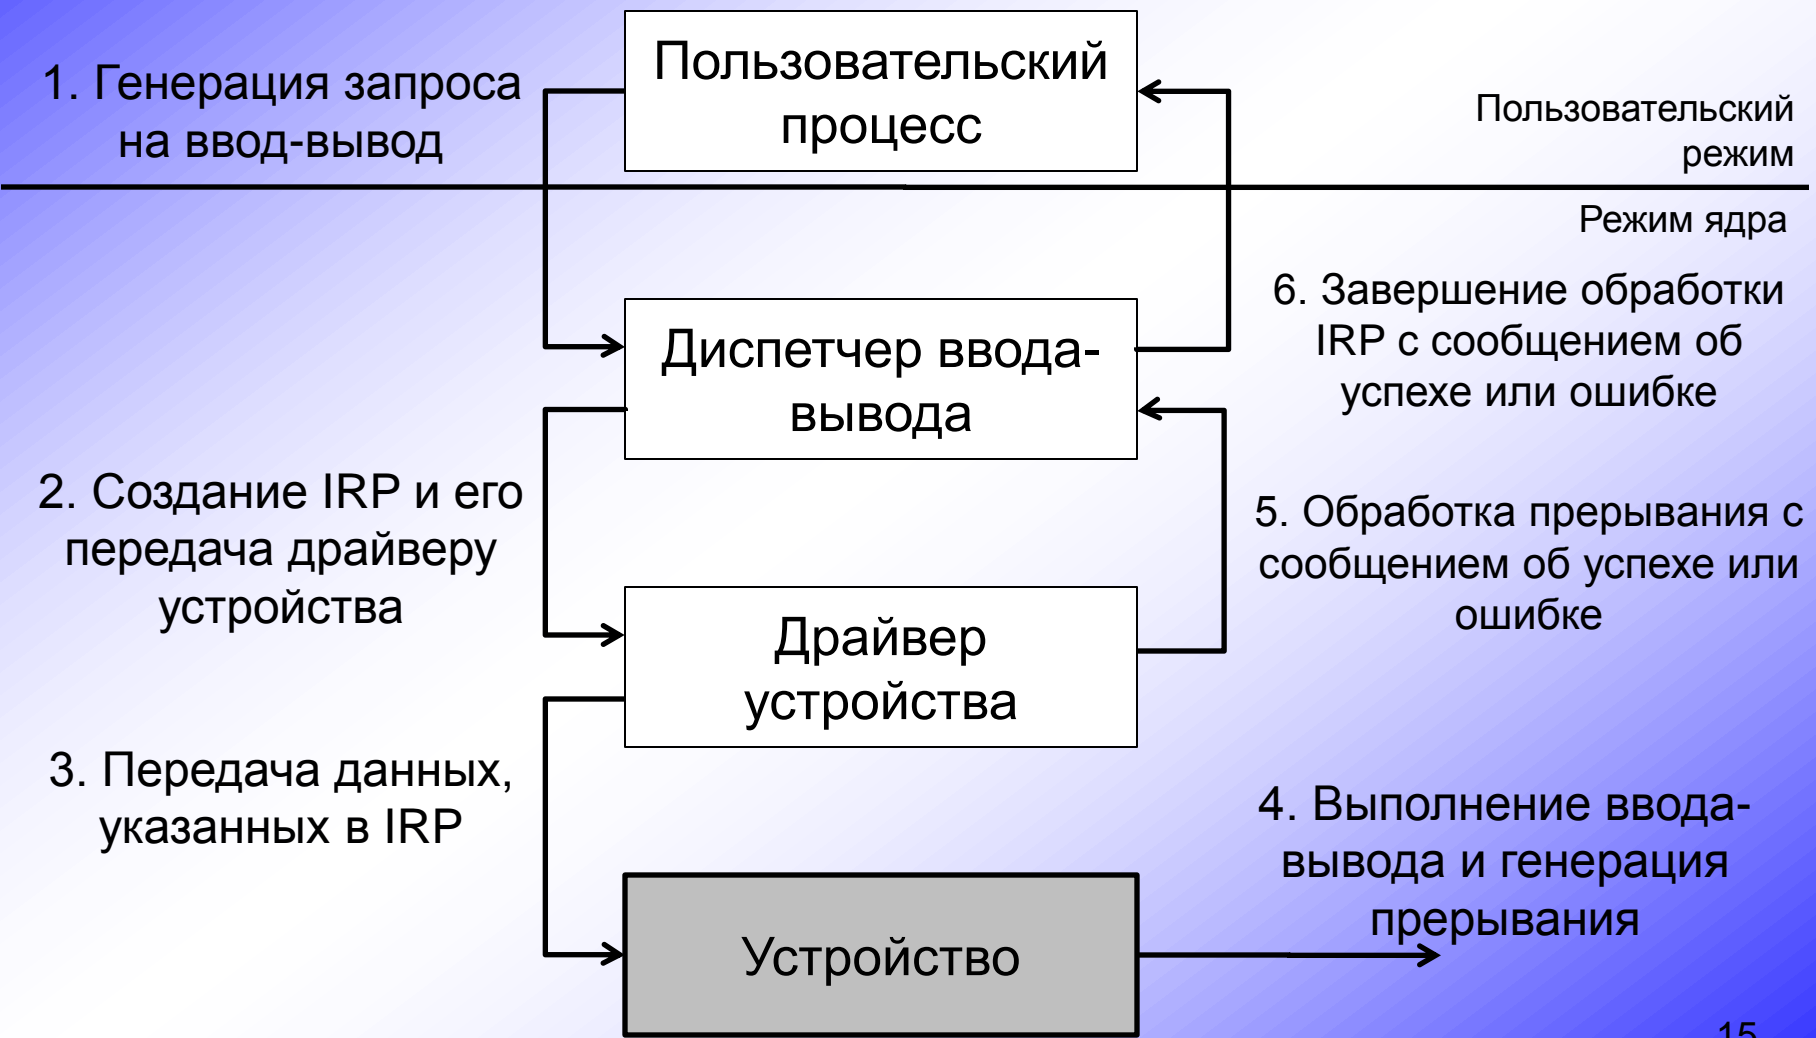 1. Генерация запроса
на ввод-вывод
Пользовательский
процесс
Пользовательский
режим
Режим ядра
Диспетчер ввода-
вывода
6. Завершение обработки
IRP с сообщением об
успехе или ошибке
2. Создание IRP и его
передача драйверу
устройства
5. Обработка прерывания с
сообщением об успехе или
ошибке
Драйвер
устройства
3. Передача данных,
указанных в IRP
4. Выполнение ввода-
вывода и генерация
прерывания
Устройство
15